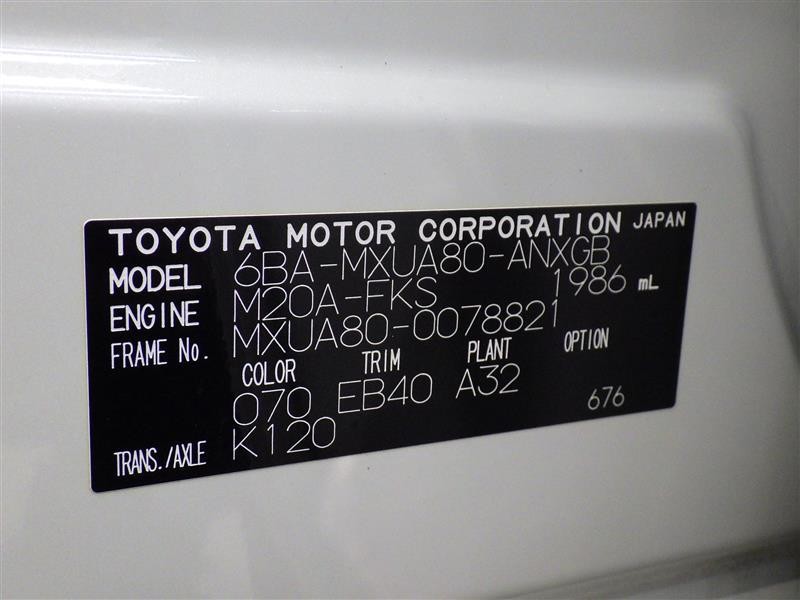 TOYOTA MOTOR CORPORATION JAPAN
MODEL 6BA-MXUA80-ANXGB
ENGINE M20A-FKS 1986 mL
FRAME No. MXUA80-0078821
COLOR TRIM PLANT OPTION
070 EB40 A32 676
TRANS./AXLE K120